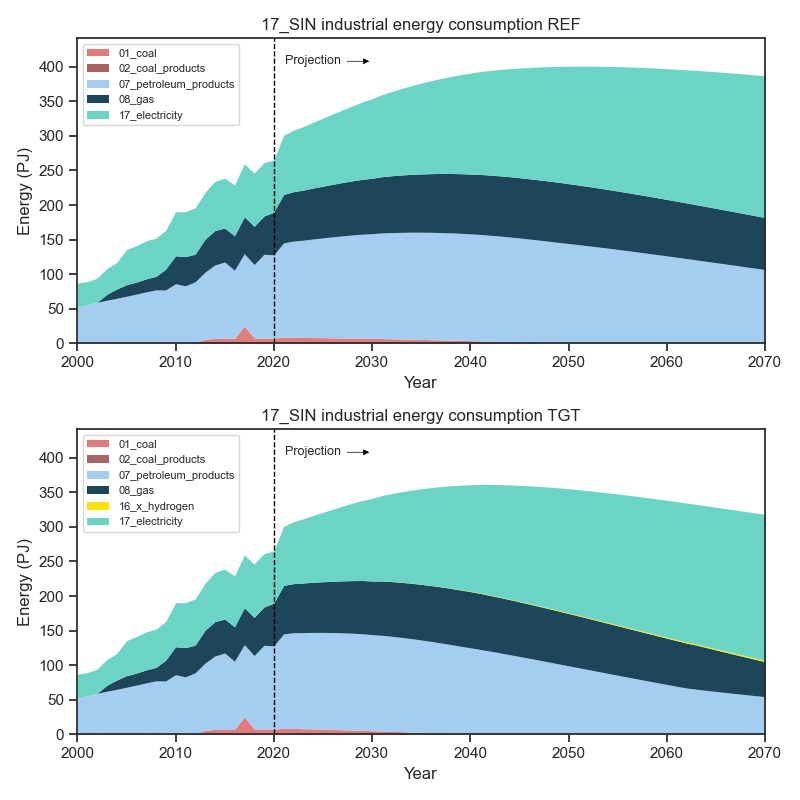 17_SIN industrial energy consumption REF
Energy (PJ)
400
350
300
250
200
150
100
50
0
01_coal
02_coal_products
07_petroleum_products
08_gas
17_electricity
Projection
2000 2010 2020 2030 2040 2050 2060 2070
Year
17_SIN industrial energy consumption TGT
Energy (PJ)
400
350
300
250
200
150
100
50
0
01_coal
02_coal_products
07_petroleum_products
08_gas
16_x_hydrogen
17_electricity
Projection
2000 2010 2020 2030 2040 2050 2060 2070
Year